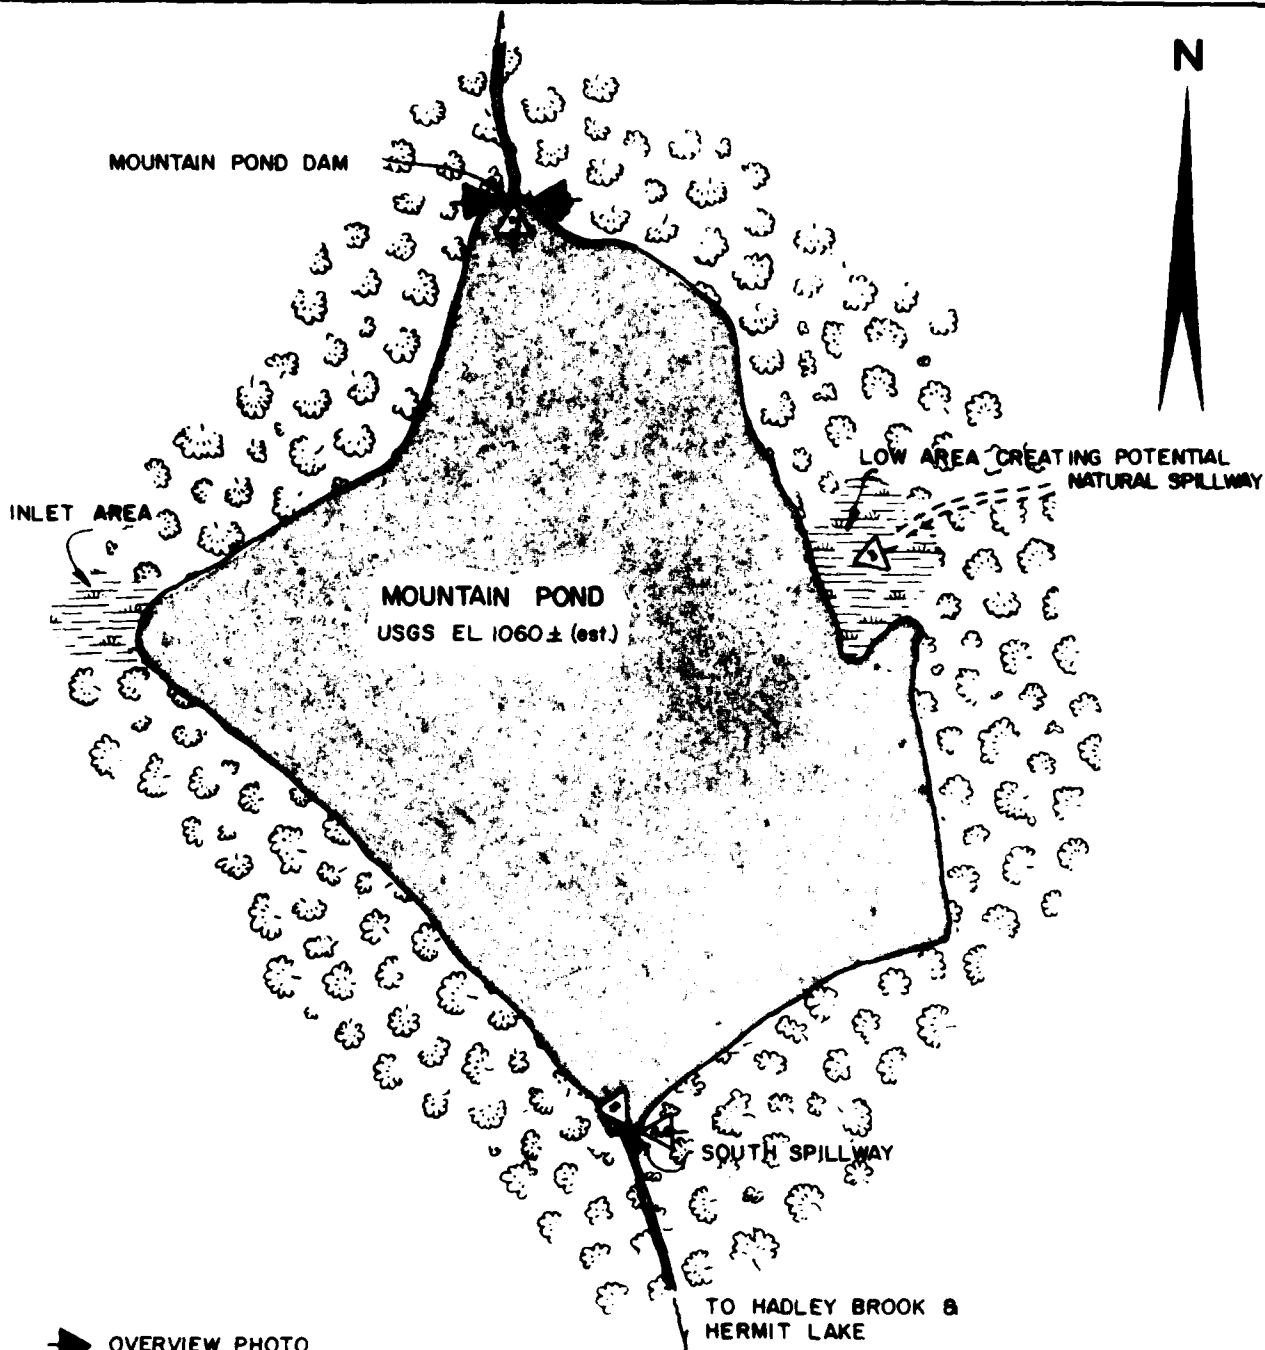 N
MOUNTAIN POND DAM
LOW AREA CREATING POTENTIAL
NATURAL SPILLWAY
INLET AREA
MOUNTAIN POND
USGS EL 1060± (est.)
SOUTH SPILLWAY
TO HADLEY BROOK &
HERMIT LAKE
OVERVIEW PHOTO